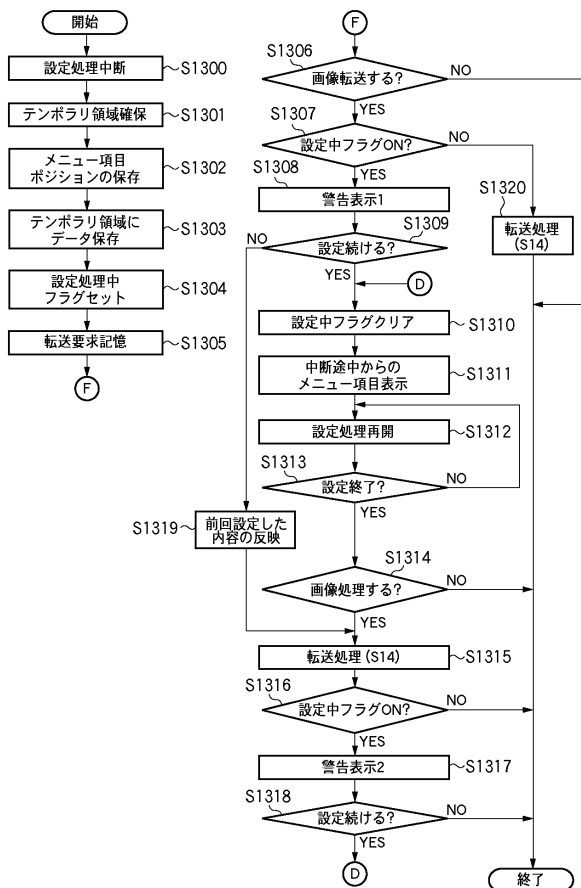 開始
設定処理中断
S1300
テンポラリ領域確保
S1301
メニュー項目
ポジションの保存
S1302
テンポラリ領域に
データ保存
S1303
設定処理中
フラグセット
S1304
転送要求記憶
S1305
F
F
S1306
画像転送する?
NO
YES
S1307
設定中フラグON?
NO
YES
S1308
警告表示1
S1320
転送処理
(S14)
S1309
設定続ける?
NO
YES
D
設定中フラグクリア
S1310
中断途中からの
メニュー項目表示
S1311
設定処理再開
S1312
S1313
設定終了?
NO
YES
S1319
前回設定した
内容の反映
S1314
画像処理する?
NO
YES
転送処理(S14)
S1315
S1316
設定中フラグON?
NO
YES
警告表示2
S1317
S1318
設定続ける?
NO
YES
D
終了